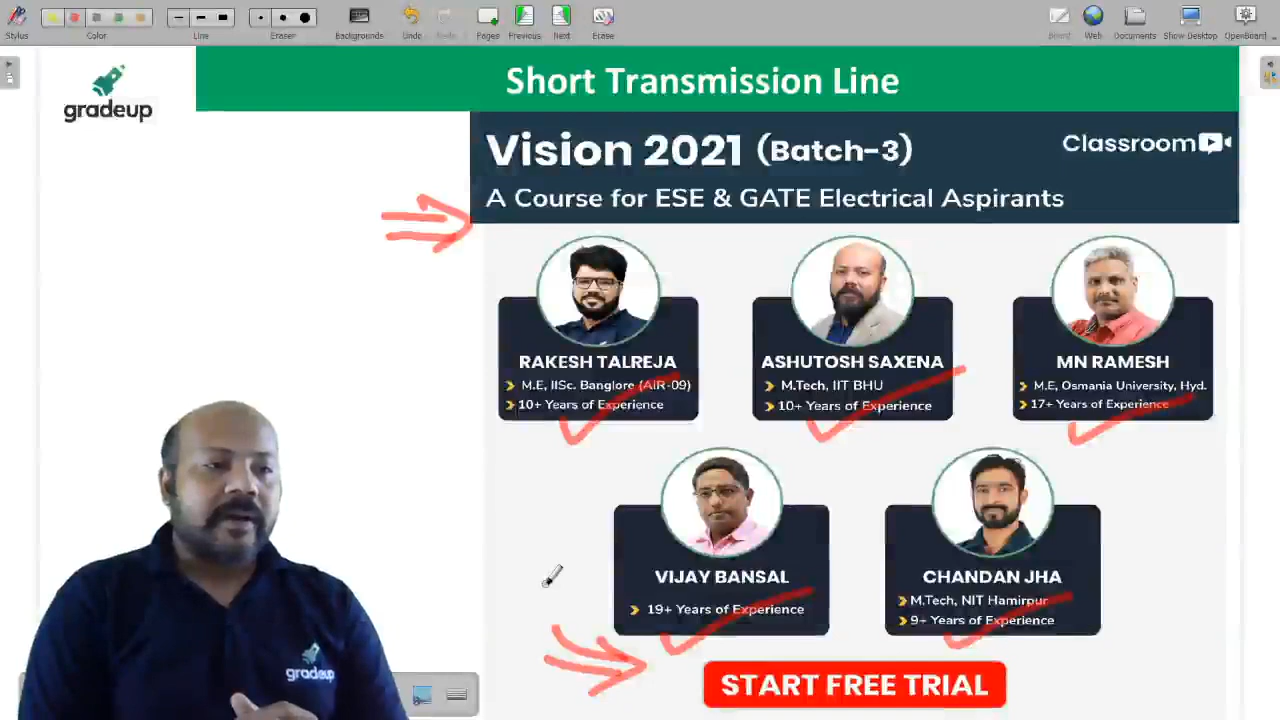 Stylus
Color
Line
Eraser
Backgrounds
Undo
Redo
Pages
Previous
Next
Erase
Board
Web
Documents
Show Desktop
OpenBoard
gradeup
Short Transmission Line
Vision 2021 (Batch-3)
Classroom
A Course for ESE & GATE Electrical Aspirants
RAKESH TALREJA
M.E, IISc. Banglore (AIR-09)
10+ Years of Experience
ASHUTOSH SAXENA
M.Tech, IIT BHU
10+ Years of Experience
MN RAMESH
M.E, Osmania University, Hyd.
17+ Years of Experience
VIJAY BANSAL
19+ Years of Experience
CHANDAN JHA
M.Tech, NIT Hamirpur
9+ Years of Experience
gradeup
START FREE TRIAL